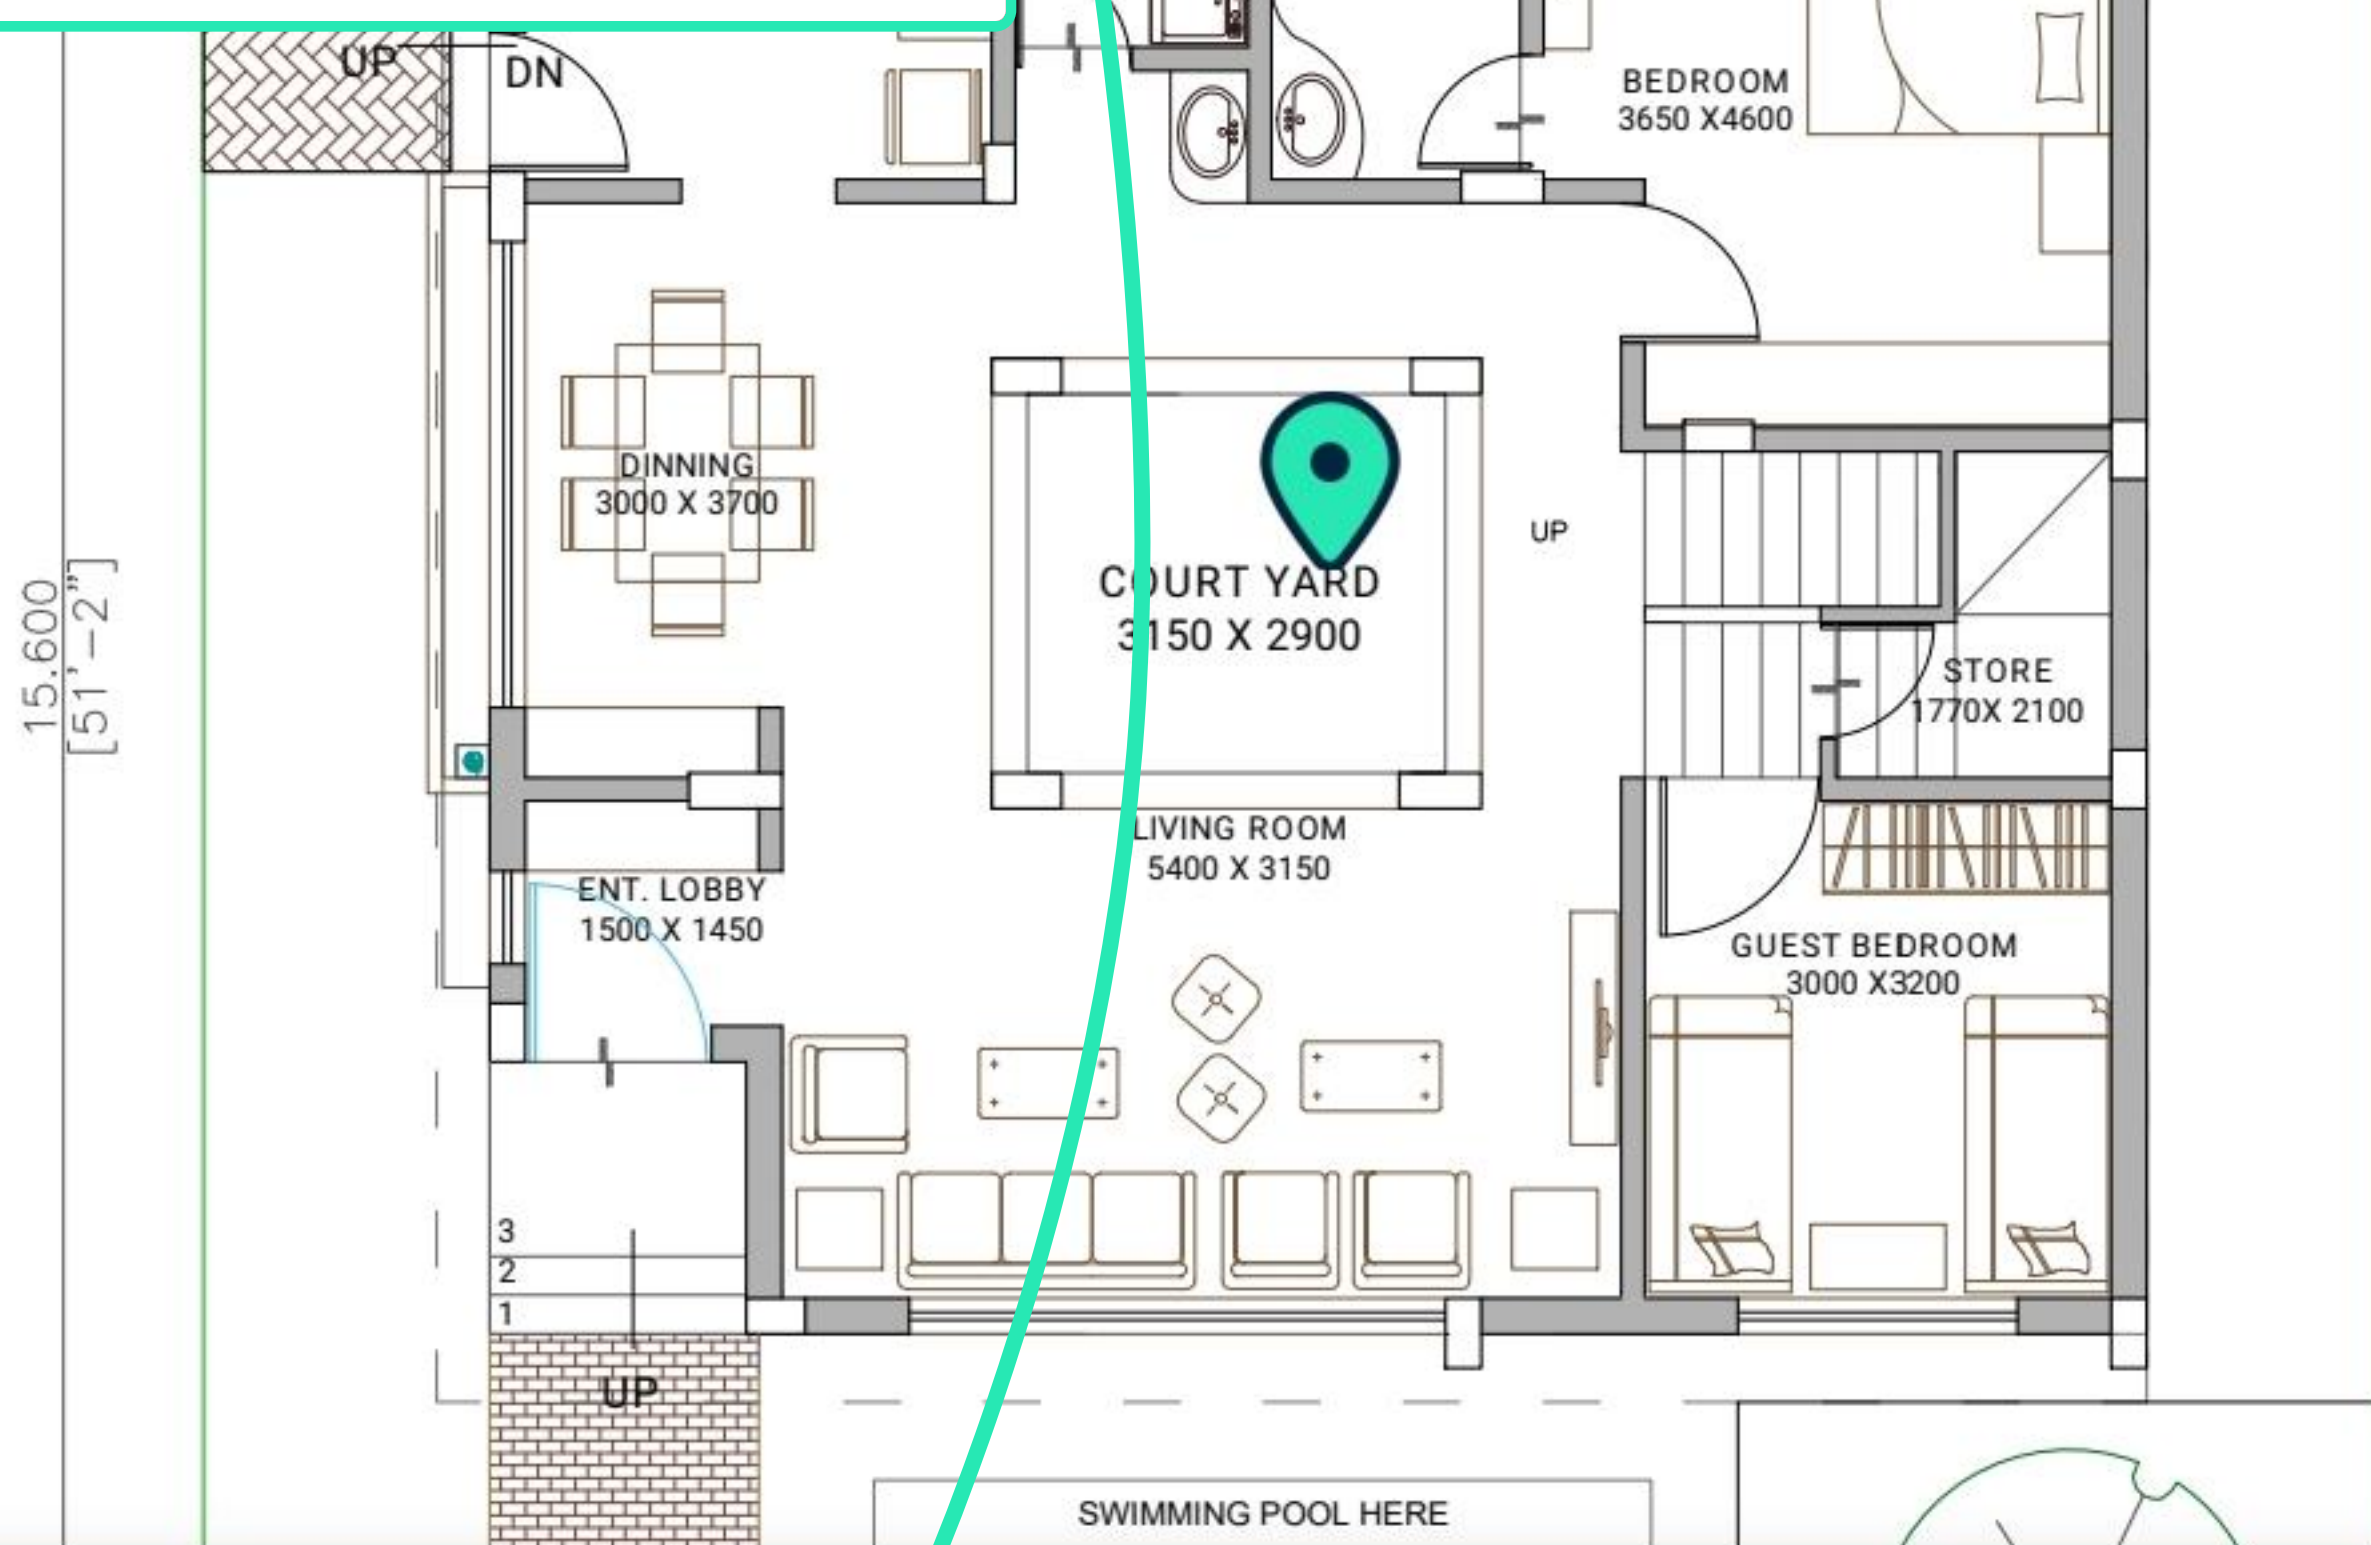 UP
DN
BEDROOM
3650 X4600
DINNING
3000 X 3700
COURT YARD
3150 X 2900
UP
15.600
[51'-2"]
STORE
1770X 2100
LIVING ROOM
5400 X 3150
ENT. LOBBY
1500 X 1450
GUEST BEDROOM
3000 X3200
3
2
1
UP
SWIMMING POOL HERE